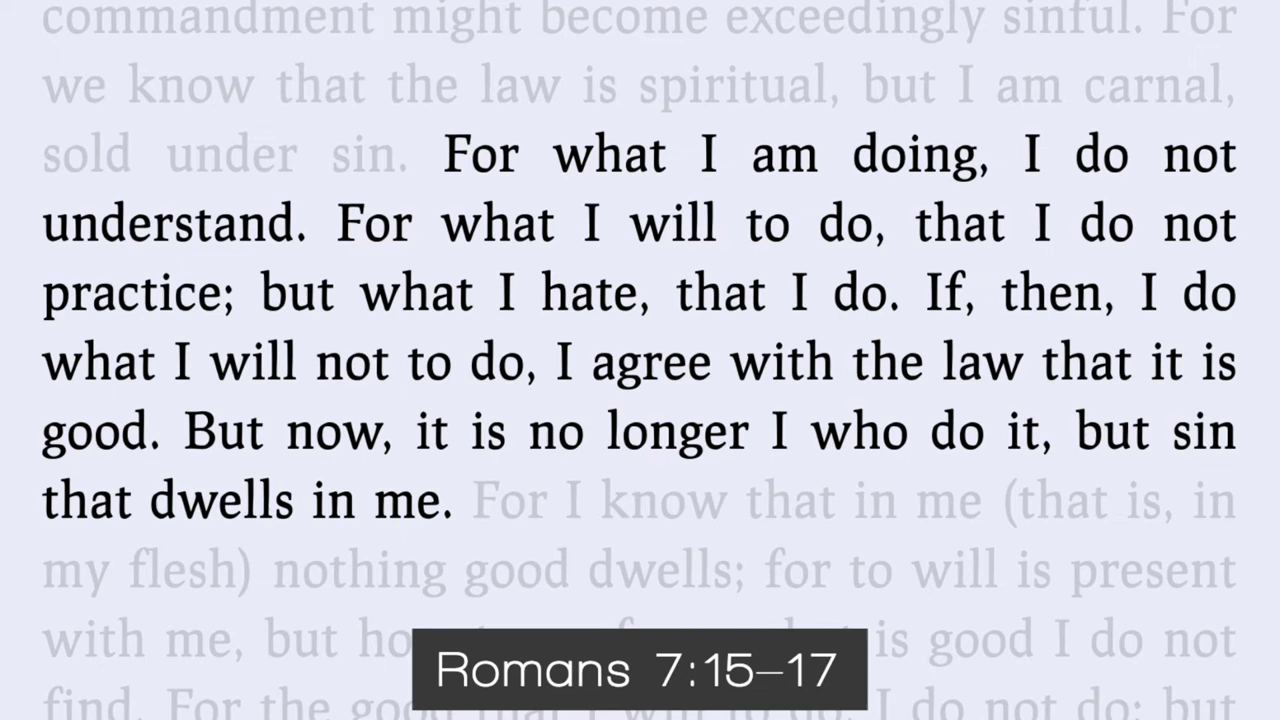 commandment might become exceedingly sinful. For
we know that the law is spiritual, but I am carnal,
sold under sin. For what I am doing, I do not
understand. For what I will to do, that I do not
practice; but what I hate, that I do. If, then, I do
what I will not to do, I agree with the law that it is
good. But now, it is no longer I who do it, but sin
that dwells in me. For I know that in me (that is, in
my flesh) nothing good dwells; for to will is present
with me, but is good I do not
find. For the good that I will to do, I do not do; but
Romans 7:15–17